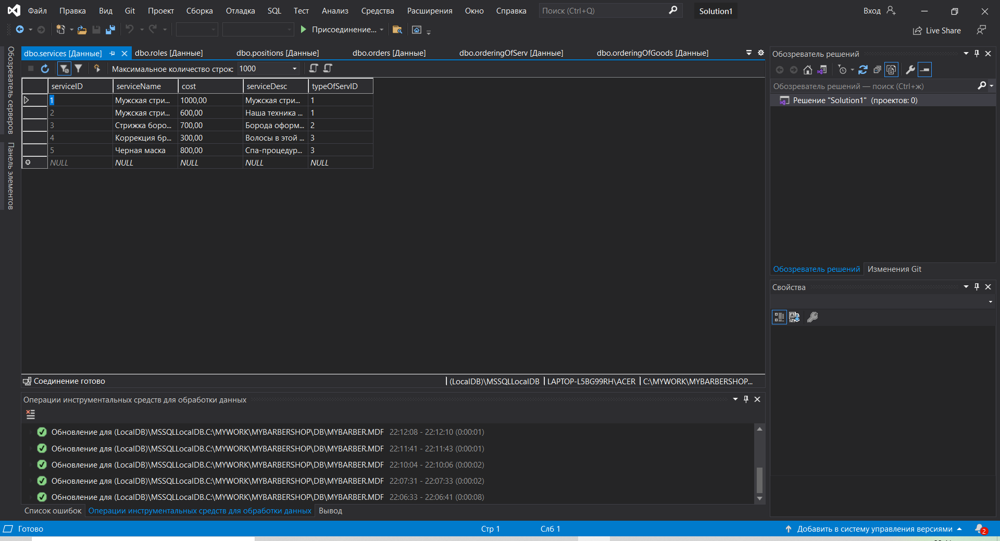 Файл Правка Вид Git Проект Сборка Отладка SQL Тест Анализ Средства Расширения Окно Справка Поиск (Ctrl+Q) Solution1 Вход
Присоединение... Live Share
Обозреватель серверов
Панель элементов
dbo.services [Данные] dbo.roles [Данные] dbo.positions [Данные] dbo.orders [Данные] dbo.orderingOfServ [Данные] dbo.orderingOfGoods [Данные]
Максимальное количество строк: 1000
serviceID serviceName cost serviceDesc typeOfServID
1 Мужская стри... 1000,00 Мужская стри... 1
2 Мужская стри... 600,00 Наша техника ... 1
3 Стрижка боро... 700,00 Борода оформ... 2
4 Коррекция бр... 300,00 Волосы в этой ... 3
5 Черная маска 800,00 Спа-процедур... 3
NULL NULL NULL NULL NULL
Соединение готово (LocalDB)\MSSQLLocalDB LAPTOP-L5BG99RH\ACER C:\MYWORK\MYBARBERSHOP...
Операции инструментальных средств для обработки данных
Обновление для (LocalDB)\MSSQLLocalDB.C:\MYWORK\MYBARBERSHOP\DB\MYBARBER.MDF 22:12:08 - 22:12:10 (0:00:01)
Обновление для (LocalDB)\MSSQLLocalDB.C:\MYWORK\MYBARBERSHOP\DB\MYBARBER.MDF 22:11:41 - 22:11:43 (0:00:01)
Обновление для (LocalDB)\MSSQLLocalDB.C:\MYWORK\MYBARBERSHOP\DB\MYBARBER.MDF 22:10:04 - 22:10:06 (0:00:02)
Обновление для (LocalDB)\MSSQLLocalDB.C:\MYWORK\MYBARBERSHOP\DB\MYBARBER.MDF 22:07:31 - 22:07:33 (0:00:02)
Обновление для (LocalDB)\MSSQLLocalDB.C:\MYWORK\MYBARBERSHOP\DB\MYBARBER.MDF 22:06:33 - 22:06:41 (0:00:08)
Список ошибок Операции инструментальных средств для обработки данных Вывод
Обозреватель решений
Обозреватель решений — поиск (Ctrl+ж)
Решение "Solution1" (проектов: 0)
Обозреватель решений Изменения Git
Свойства
Готово Стр 1 Слб 1 Добавить в систему управления версиями 2